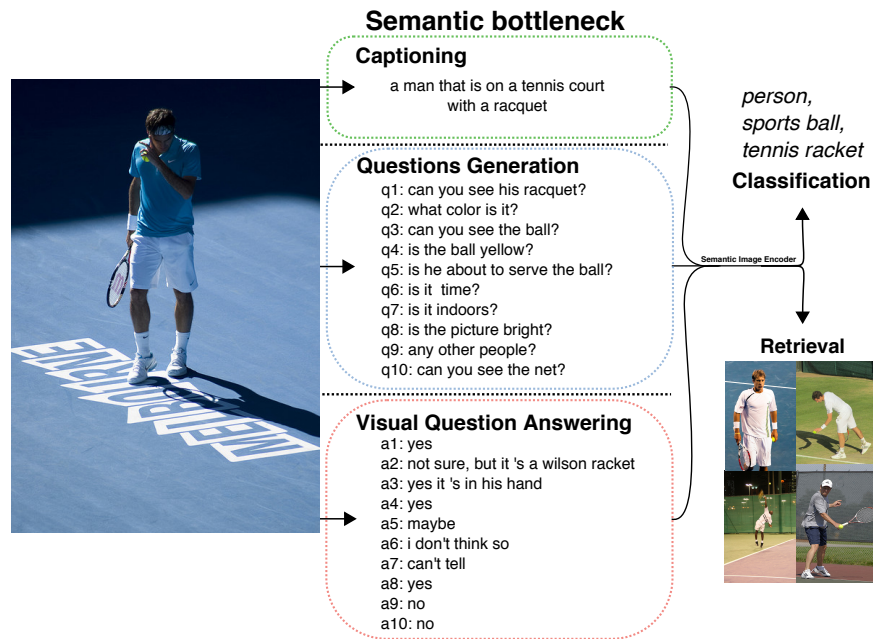 Semantic bottleneck
Captioning
a man that is on a tennis court
with a racquet
Questions Generation
q1: can you see his racquet?
q2: what color is it?
q3: can you see the ball?
q4: is the ball yellow?
q5: is he about to serve the ball?
q6: is it  time?
q7: is it indoors?
q8: is the picture bright?
q9: any other people?
q10: can you see the net?
Visual Question Answering
a1: yes
a2: not sure, but it 's a wilson racket
a3: yes it 's in his hand
a4: yes
a5: maybe
a6: i don't think so
a7: can't tell
a8: yes
a9: no
a10: no
MELBOURNE
Semantic Image Encoder
person,
sports ball,
tennis racket
Classification
Retrieval